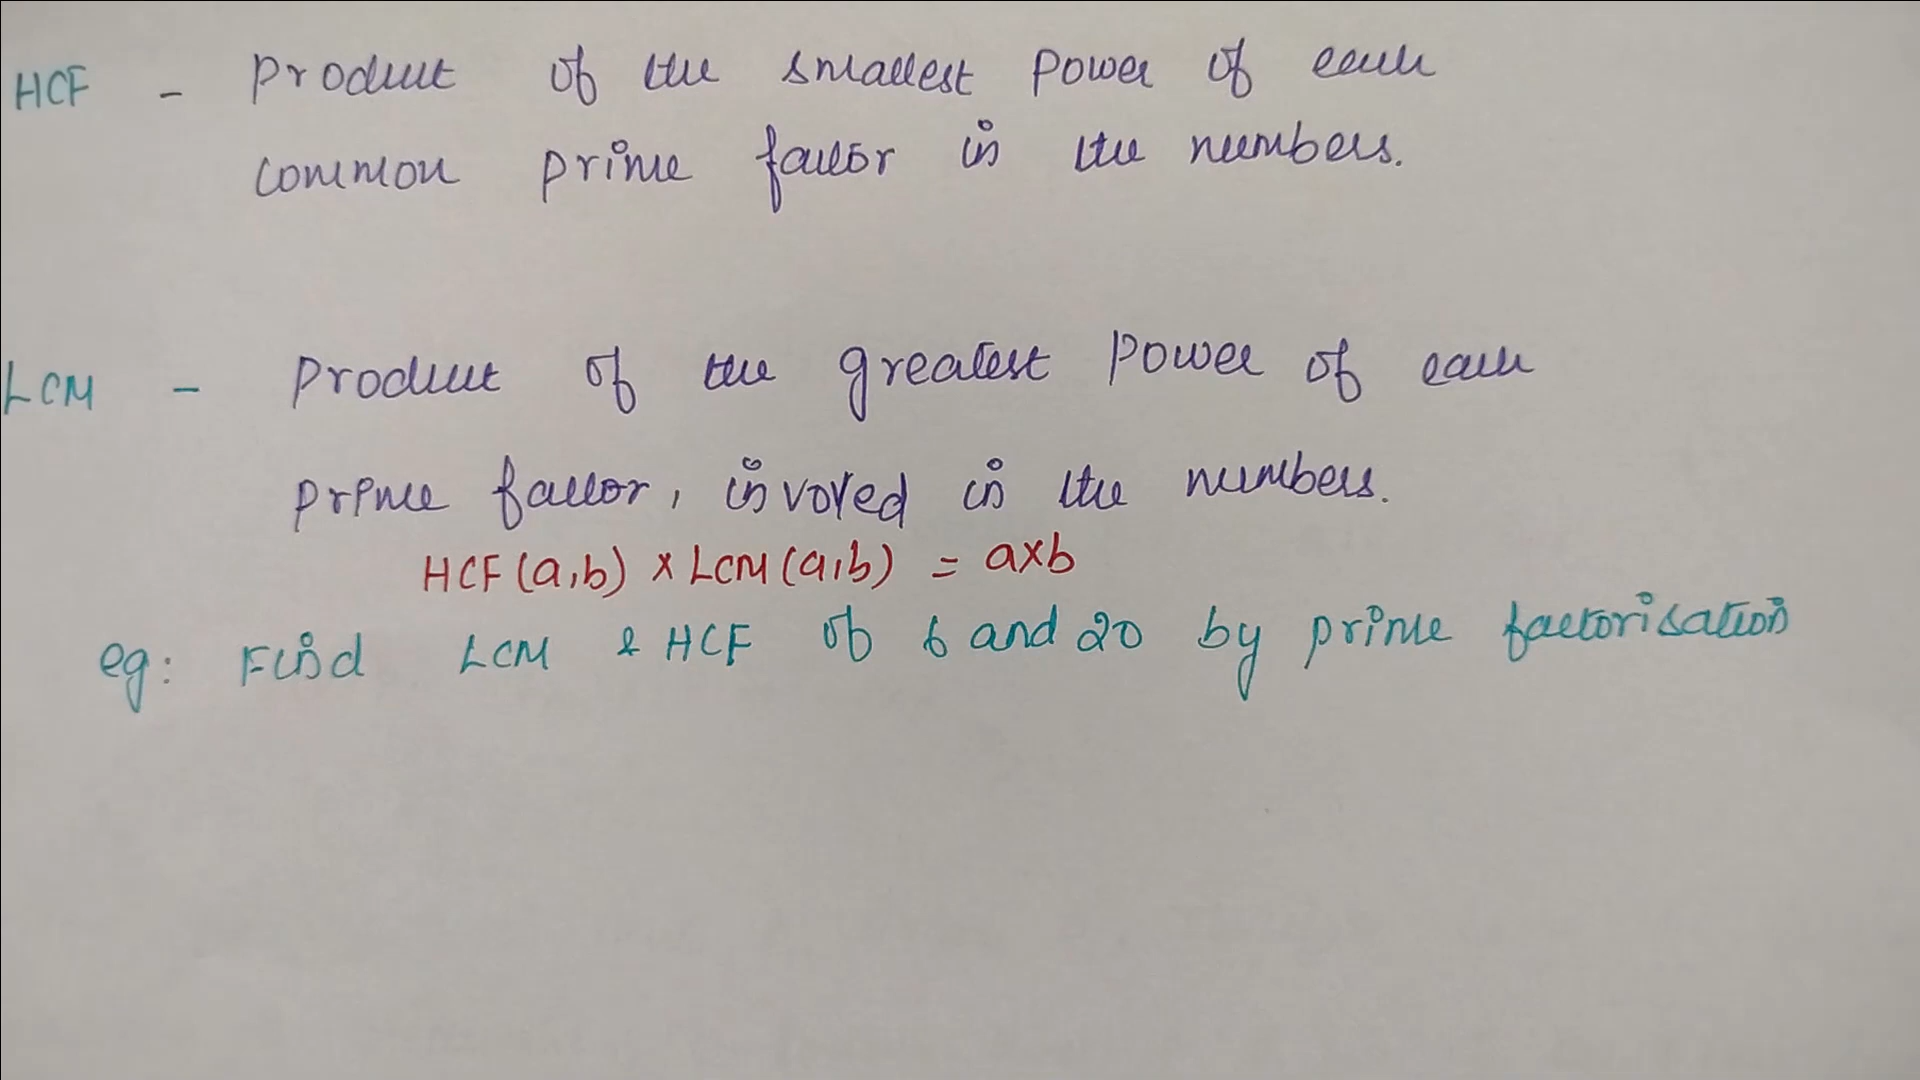 HCF - Product of the smallest Power of each
common prime factor in the numbers.
LCM - Product of the greatest Power of each
prime factor, invoved in the numbers.
HCF (a,b) x LCM (a,b) = axb
eg: Find LCM & HCF of 6 and 20 by prime factorisation